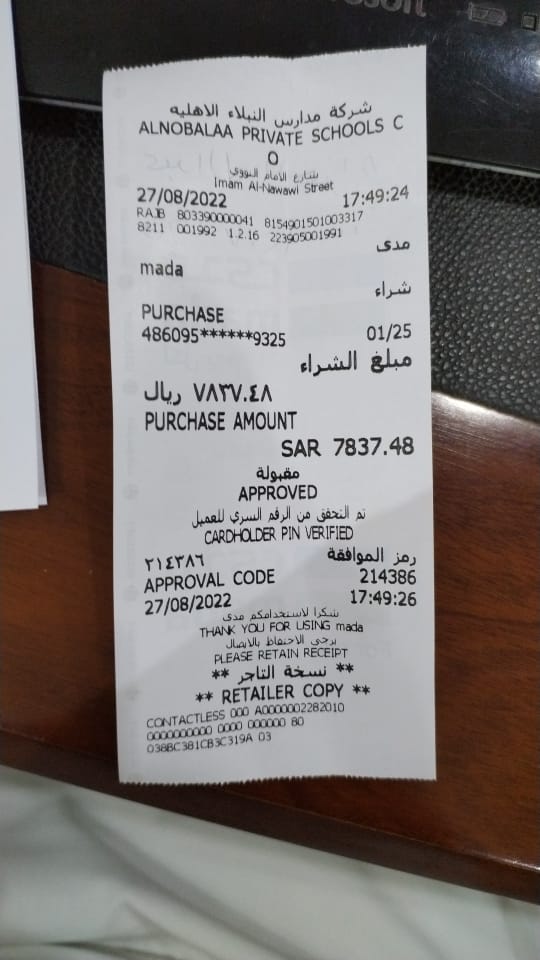 شركة مدارس النبلاء الاهليه
ALNOBALAA PRIVATE SCHOOLS C
O
شارع الامام النووي
Imam Al-Nawawi Street
27/08/2022 17:49:24
RAJB 803390000041 8154901501003317
8211 001992 1.2.16 223905001991
مدى
mada
شراء
PURCHASE
486095******9325 01/25
مبلغ الشراء
٧٨٣٧.٤٨ ريال
PURCHASE AMOUNT
SAR 7837.48
مقبولة
APPROVED
تم التحقق من الرقم السري للعميل
CARDHOLDER PIN VERIFIED
٢١٤٣٨٦ رمز الموافقة
APPROVAL CODE 214386
27/08/2022 17:49:26
شكرا لاستخدامكم مدى
THANK YOU FOR USING mada
يرجى الاحتفاظ بالايصال
PLEASE RETAIN RECEIPT
** نسخة التاجر **
** RETAILER COPY **
CONTACTLESS 000 A0000002282010
0000000000 0000 000000 80
038BC381CB3C319A 03